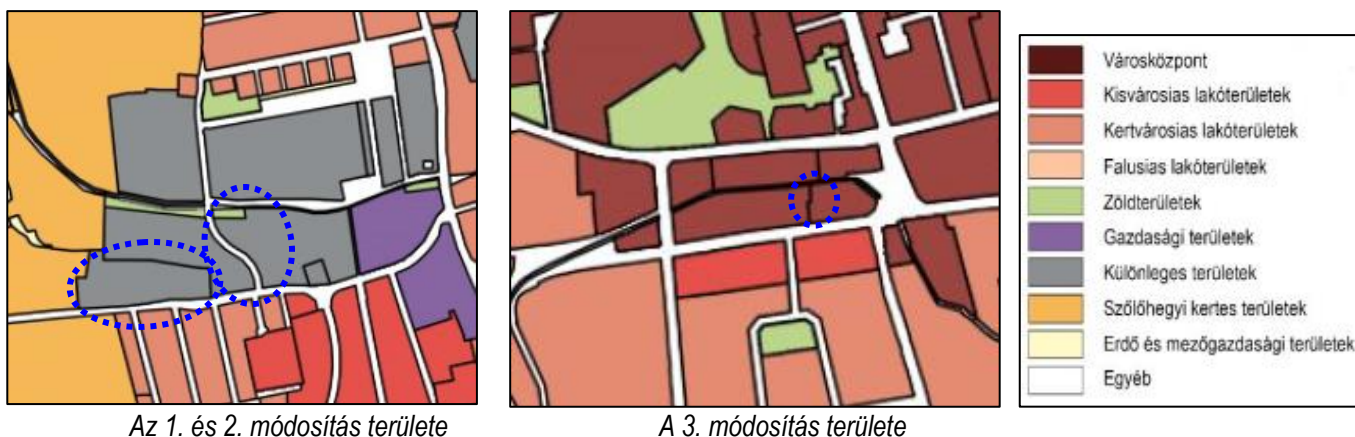 Városközpont
Kisvárosias lakóterületek
Kertvárosias lakóterületek
Falusias lakóterületek
Zöldterületek
Gazdasági területek
Különleges területek
Szőlőhegyi kertes területek
Erdő és mezőgazdasági területek
Egyéb
Az 1. és 2. módosítás területe
A 3. módosítás területe